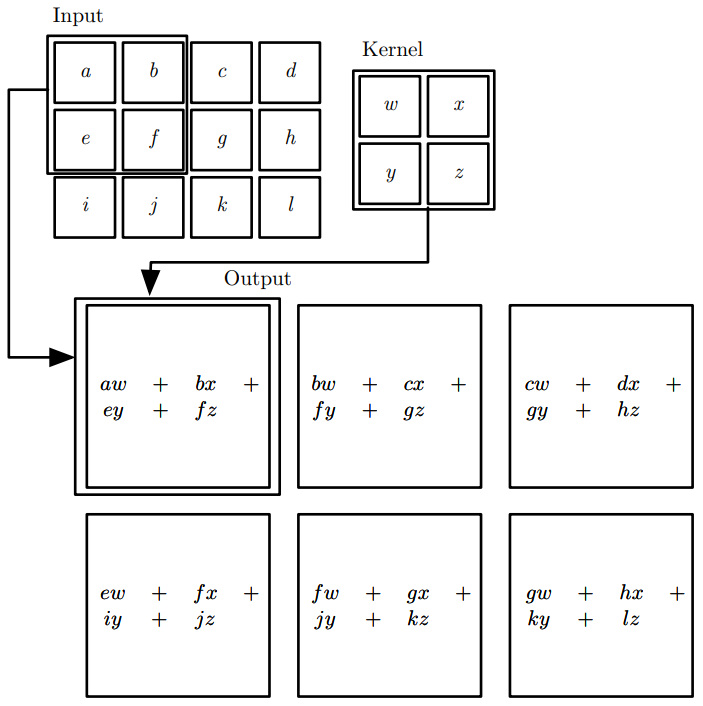 Input
a b c d
Kernel
w x
e f g h
y z
i j k l
Output
aw + bx +
ey + fz
bw + cx +
fy + gz
cw + dx +
gy + hz
ew + fx +
iy + jz
fw + gx +
jy + kz
gw + hx +
ky + lz